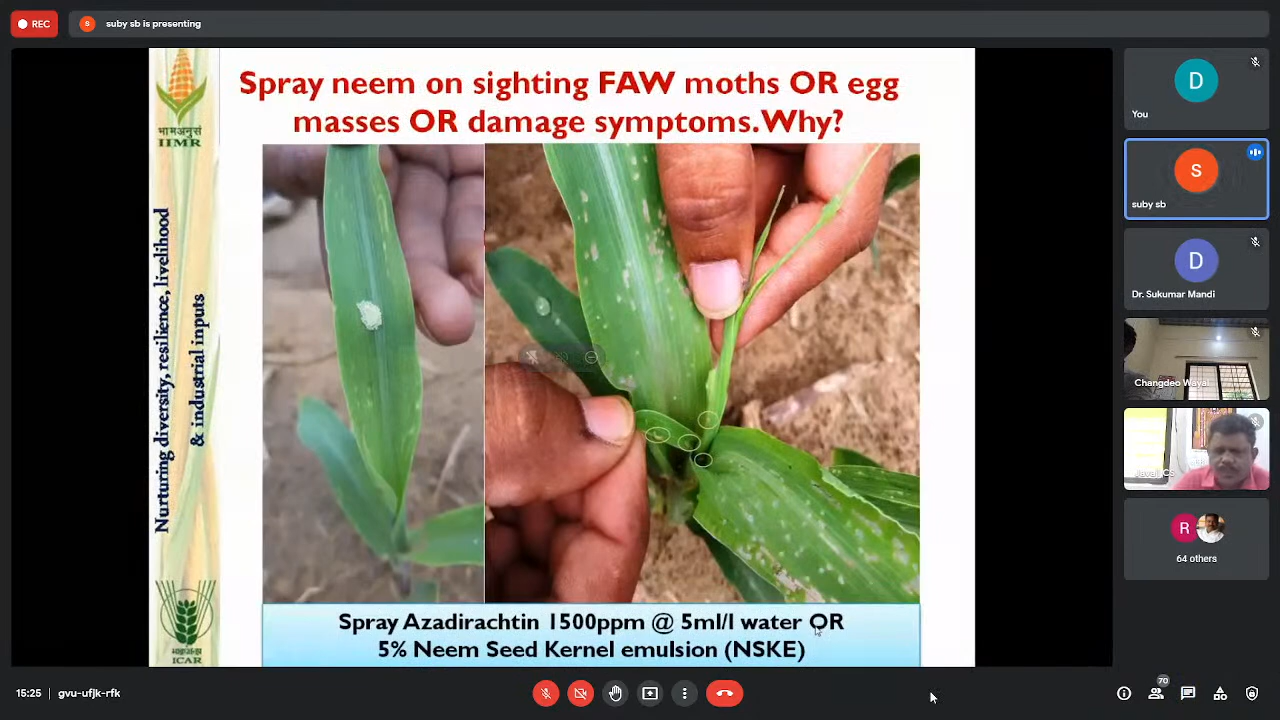 REC
suby sb is presenting
Spray neem on sighting FAW moths OR egg
masses OR damage symptoms. Why?
IIMR
Nurturing diversity, resilience, livelihood
& industrial inputs
ICAR
Spray Azadirachtin 1500ppm @ 5ml/l water OR
5% Neem Seed Kernel emulsion (NSKE)
D
You
S
suby sb
D
Dr. Sukumar Mandi
Changdeo Wayal
R
64 others
15:25 | gvu-ufjk-rfk
70